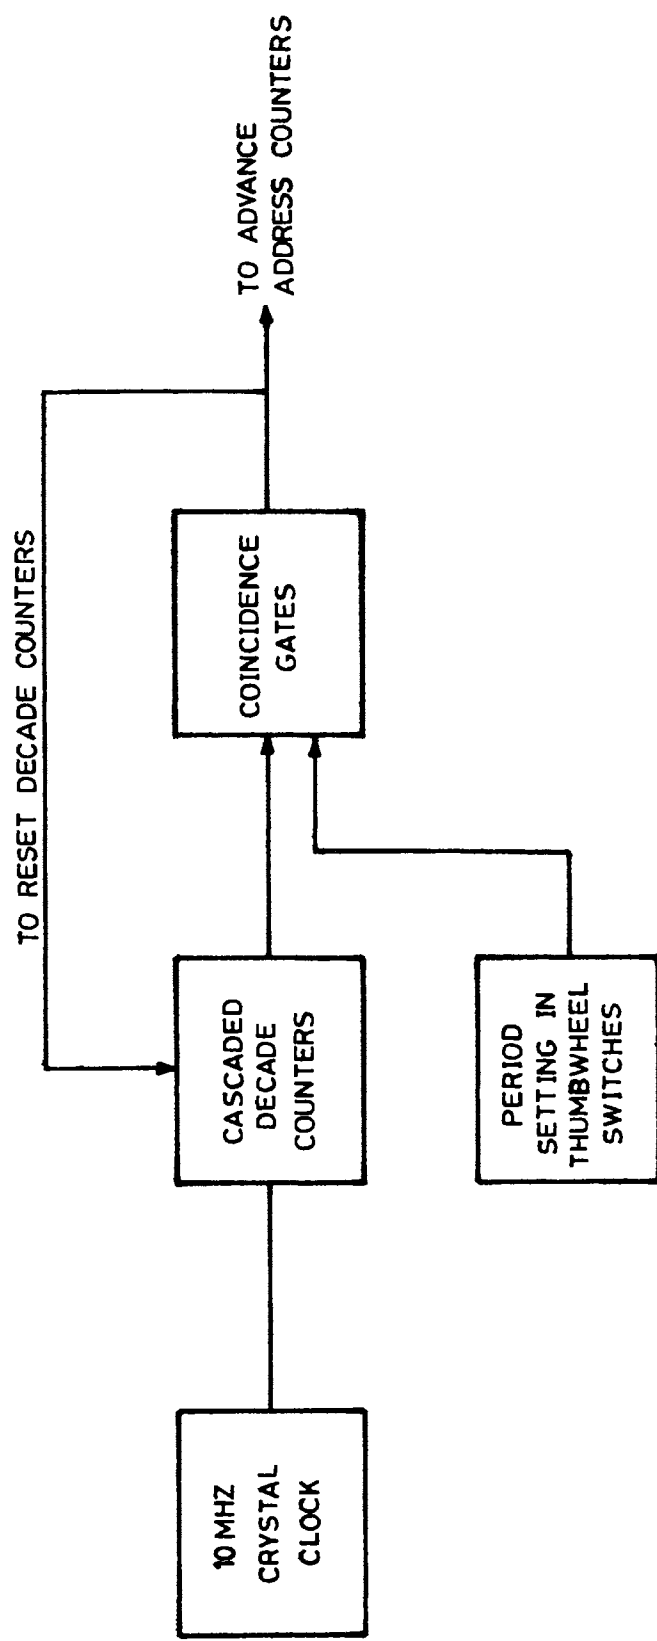 TO RESET DECADE COUNTERS
10 MHZ
CRYSTAL
CLOCK
CASCADED
DECADE
COUNTERS
COINCIDENCE
GATES
TO ADVANCE
ADDRESS COUNTERS
PERIOD
SETTING IN
THUMBWHEEL
SWITCHES